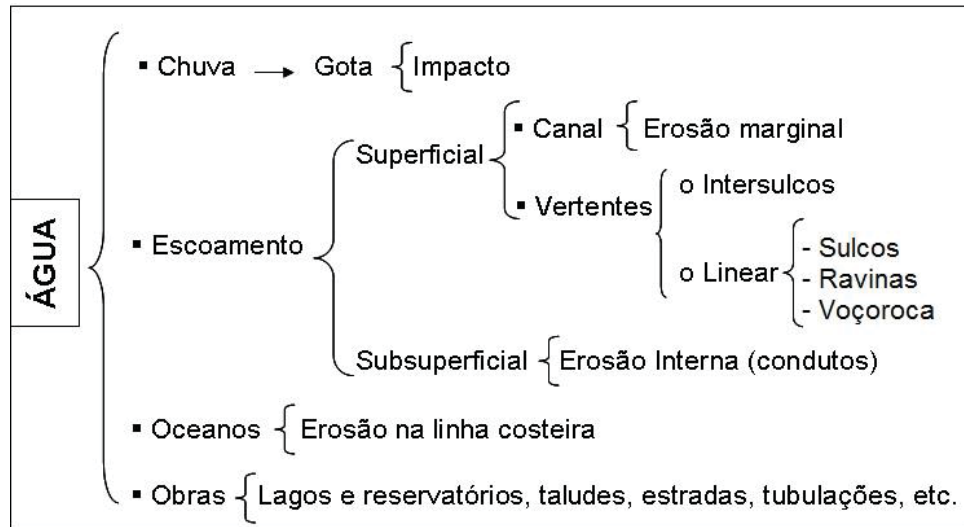 ÁGUA
▪ Chuva → Gota { Impacto
▪ Escoamento
Superficial
▪ Canal { Erosão marginal
▪ Vertentes
o Intersulcos
o Linear
- Sulcos
- Ravinas
- Voçoroca
Subsuperficial { Erosão Interna (condutos)
▪ Oceanos { Erosão na linha costeira
▪ Obras { Lagos e reservatórios, taludes, estradas, tubulações, etc.